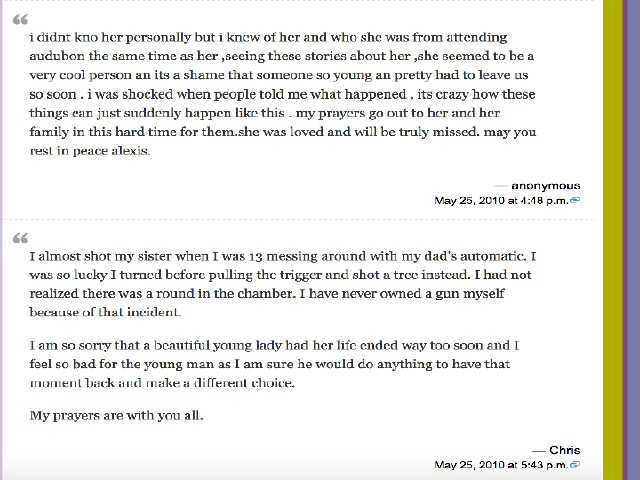 “
i didnt kno her personally but i knew of her and who she was from attending
audubon the same time as her ,seeing these stories about her ,she seemed to be a
very cool person an its a shame that someone so young an pretty had to leave us
so soon . i was shocked when people told me what happened , its crazy how these
things can just suddenly happen like this . my prayers go out to her and her
family in this hard time for them.she was loved and will be truly missed. may you
rest in peace alexis.
— anonymous
May 25, 2010 at 4:48 p.m.
“
I almost shot my sister when I was 13 messing around with my dad's automatic. I
was so lucky I turned before pulling the trigger and shot a tree instead. I had not
realized there was a round in the chamber. I have never owned a gun myself
because of that incident.
I am so sorry that a beautiful young lady had her life ended way too soon and I
feel so bad for the young man as I am sure he would do anything to have that
moment back and make a different choice.
My prayers are with you all.
— Chris
May 25, 2010 at 5:43 p.m.